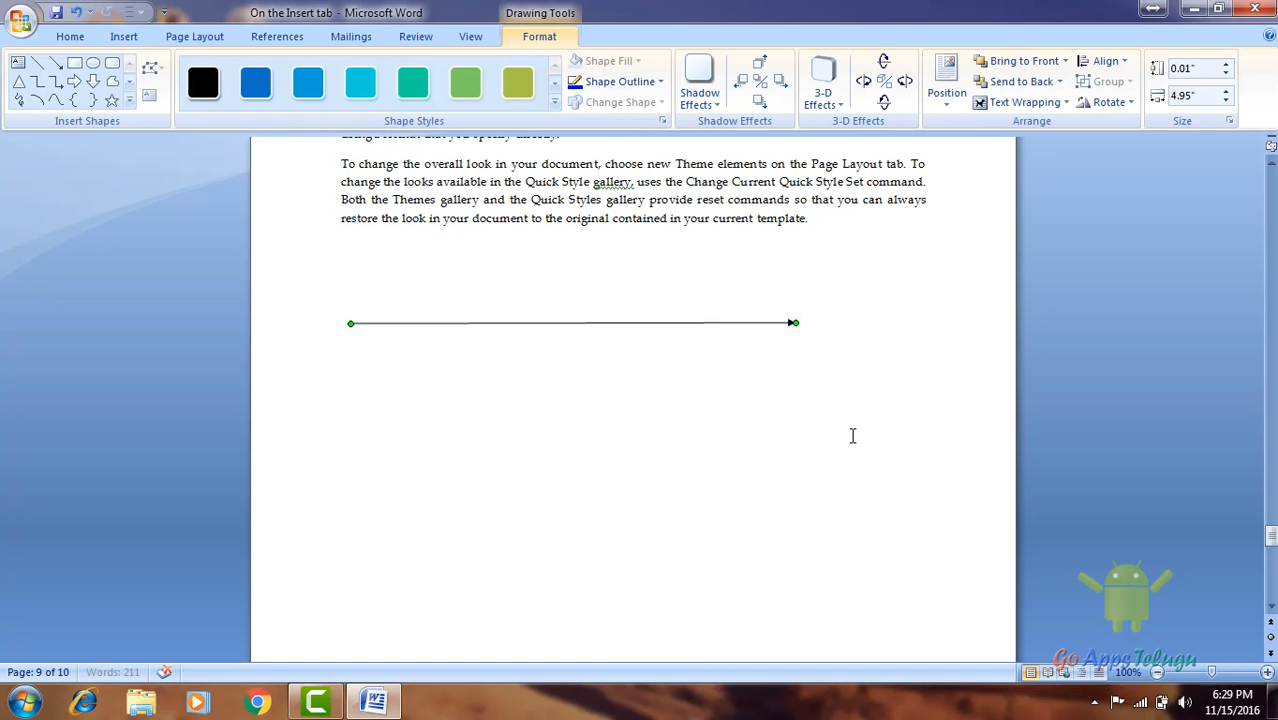 On the Insert tab - Microsoft Word
Drawing Tools
Home
Insert
Page Layout
References
Mailings
Review
View
Format
Shape Fill
Shape Outline
Change Shape
Shadow
Effects
3-D
Effects
Position
Bring to Front
Send to Back
Text Wrapping
Align
Group
Rotate
0.01"
4.95"
Insert Shapes
Shape Styles
Shadow Effects
3-D Effects
Arrange
Size
To change the overall look in your document, choose new Theme elements on the Page Layout tab. To
change the looks available in the Quick Style gallery, uses the Change Current Quick Style Set command.
Both the Themes gallery and the Quick Styles gallery provide reset commands so that you can always
restore the look in your document to the original contained in your current template.
Go Apps Telugu
Page: 9 of 10
Words: 211
100%
6:29 PM
11/15/2016